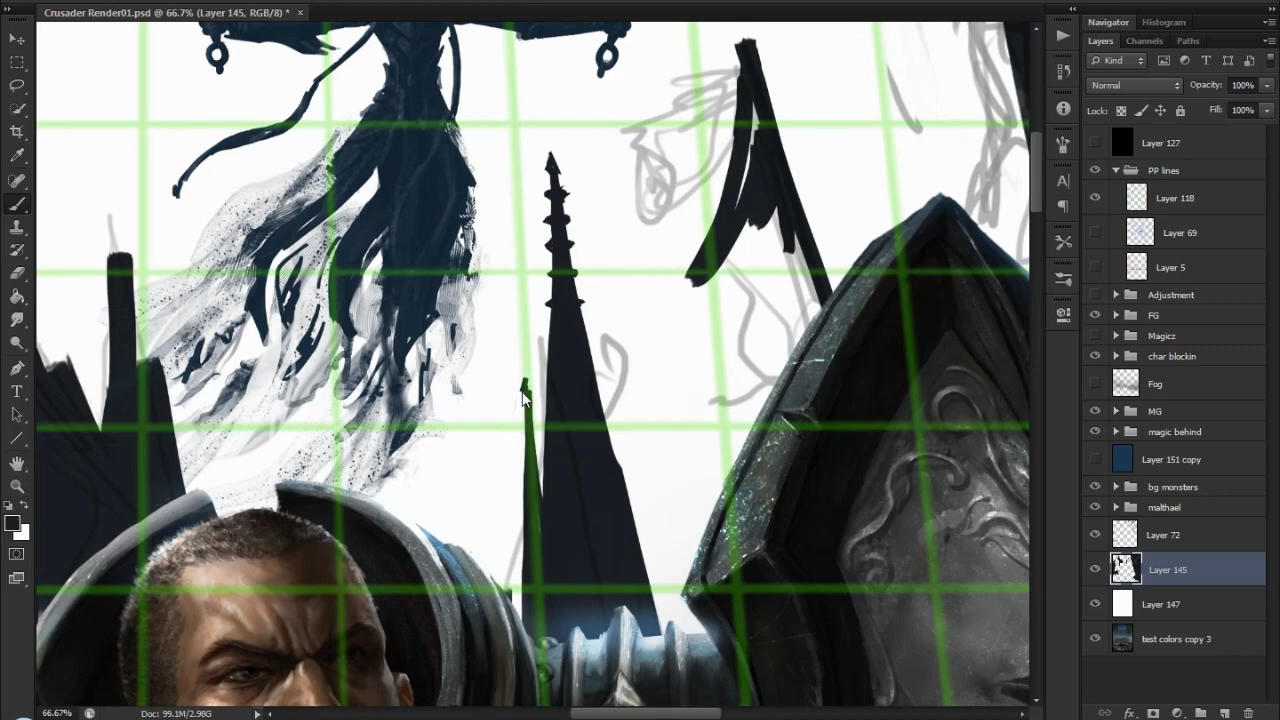 Crusader Render01.psd @ 66.7% (Layer 145, RGB/8) *
Navigator Histogram
Layers Channels Paths
Kind
Normal Opacity: 100%
Lock: Fill: 100%
Layer 127
PP lines
Layer 118
Layer 69
Layer 5
Adjustment
FG
Magicz
char blockin
Fog
MG
magic behind
Layer 151 copy
bg monsters
malthael
Layer 72
Layer 145
Layer 147
test colors copy 3
66.67% Doc: 99.1M/2.98G